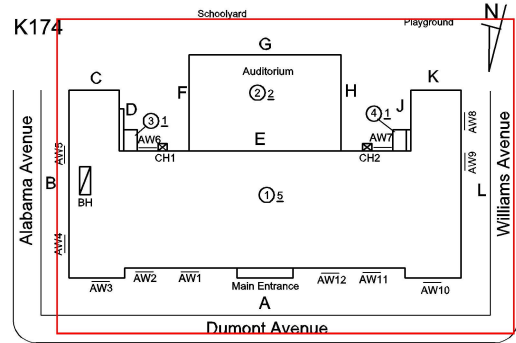 Schoolyard
N
K174
Playground
G
C
K
Auditorium
F
H
2 2
D
J
3 1
4 1
AW8
AW6
AW7
E
AW5
CH1
CH2
AW9
Alabama Avenue
B
BH
1 5
L
Williams Avenue
AW4
AW3
AW2
AW1
Main Entrance
AW12
AW11
AW10
A
Dumont Avenue